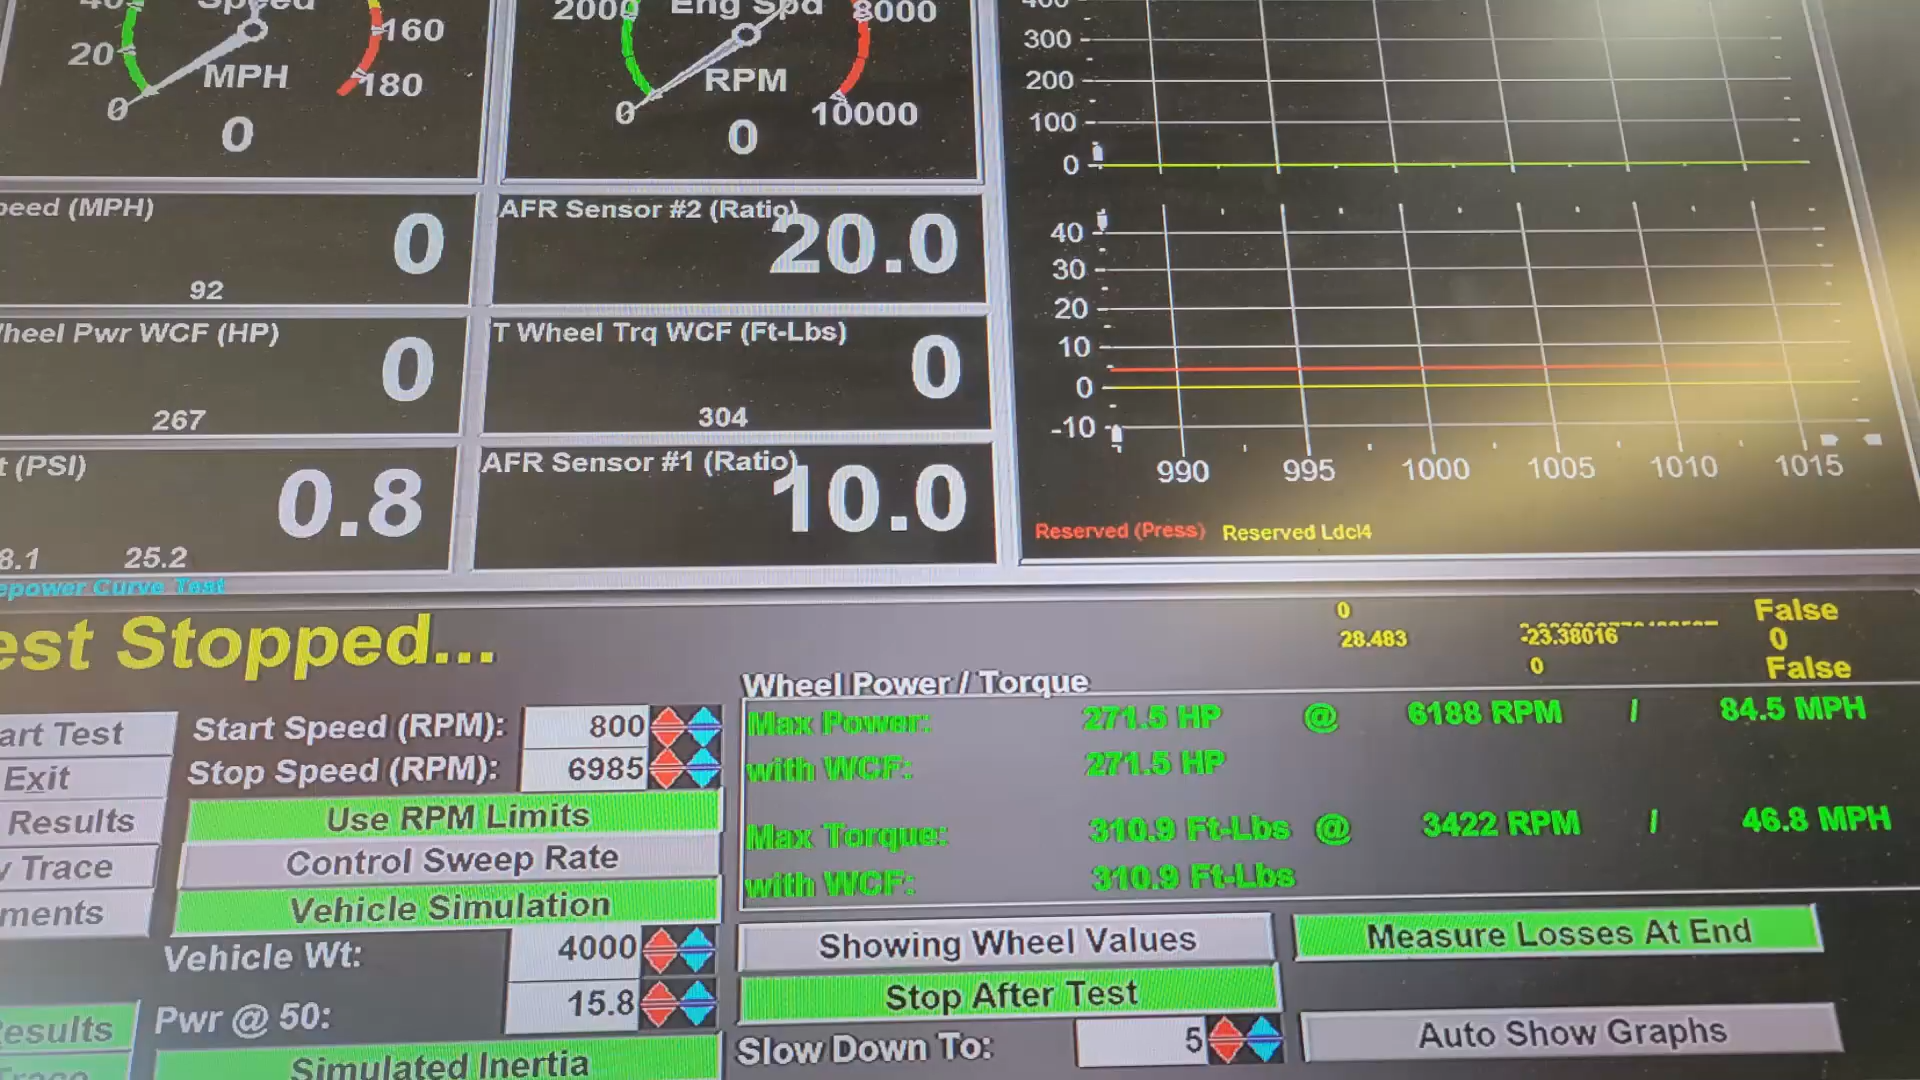 Speed
20
160
180
MPH
0
0
2000 Eng Spd 8000
RPM
0
10000
0
300
200
100
0
peed (MPH)
0
92
AFR Sensor #2 (Ratio)
20.0
heel Pwr WCF (HP)
0
267
T Wheel Trq WCF (Ft-Lbs)
0
304
(PSI)
0.8
8.1 25.2
AFR Sensor #1 (Ratio)
10.0
40
30
20
10
0
-10
990 995 1000 1005 1010 1015
Reserved (Press) Reserved Ldcl4
epower Curve Test
est Stopped...
0
28.483
-23.38016
0
False
0
False
art Test
Exit
Results
Trace
ments
esults
Start Speed (RPM): 800
Stop Speed (RPM): 6985
Use RPM Limits
Control Sweep Rate
Vehicle Simulation
Vehicle Wt: 4000
Pwr @ 50: 15.8
Simulated Inertia
Wheel Power / Torque
Max Power: 271.5 HP @ 6188 RPM / 84.5 MPH
with WCF: 271.5 HP
Max Torque: 310.9 Ft-Lbs @ 3422 RPM / 46.8 MPH
with WCF: 310.9 Ft-Lbs
Showing Wheel Values
Measure Losses At End
Stop After Test
Slow Down To: 5
Auto Show Graphs